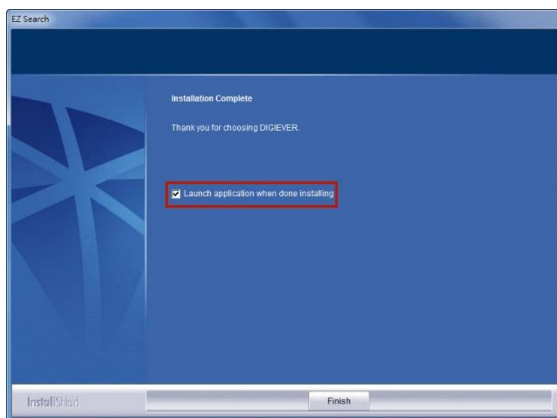 EZ Search
Installation Complete
Thank you for choosing DIGIEVER.
Launch application when done installing
InstallShield
Finish